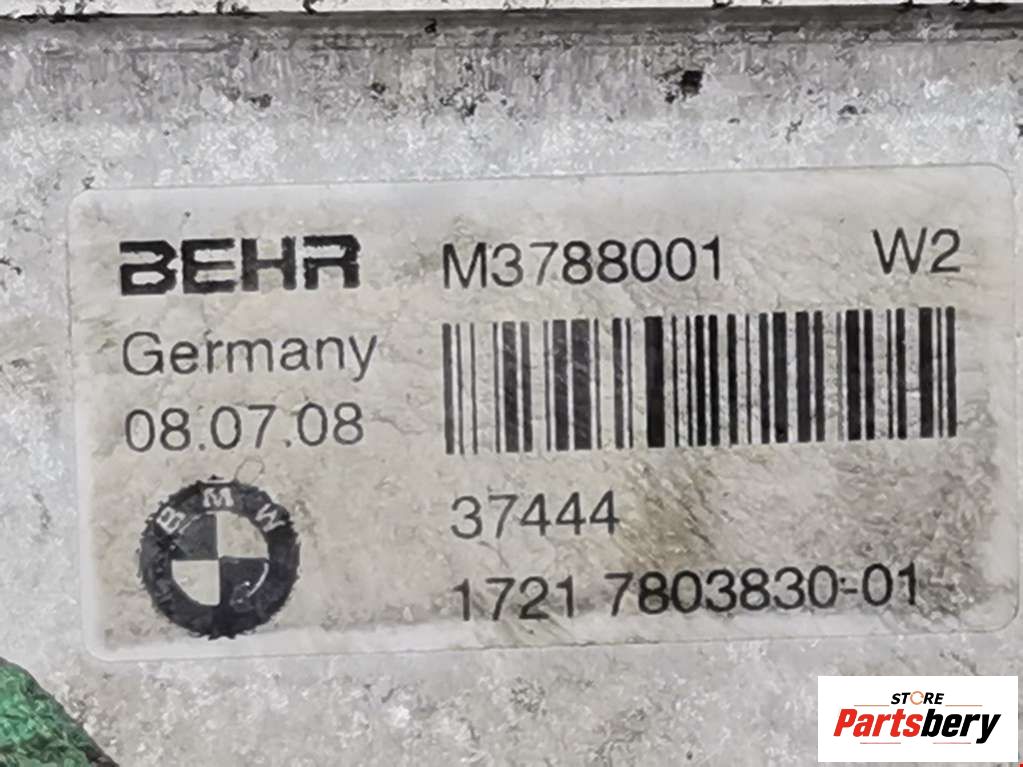 BEHR M3788001 W2
Germany
08.07.08
BMW
37444
1721 7803830-01
STORE
Partsbery